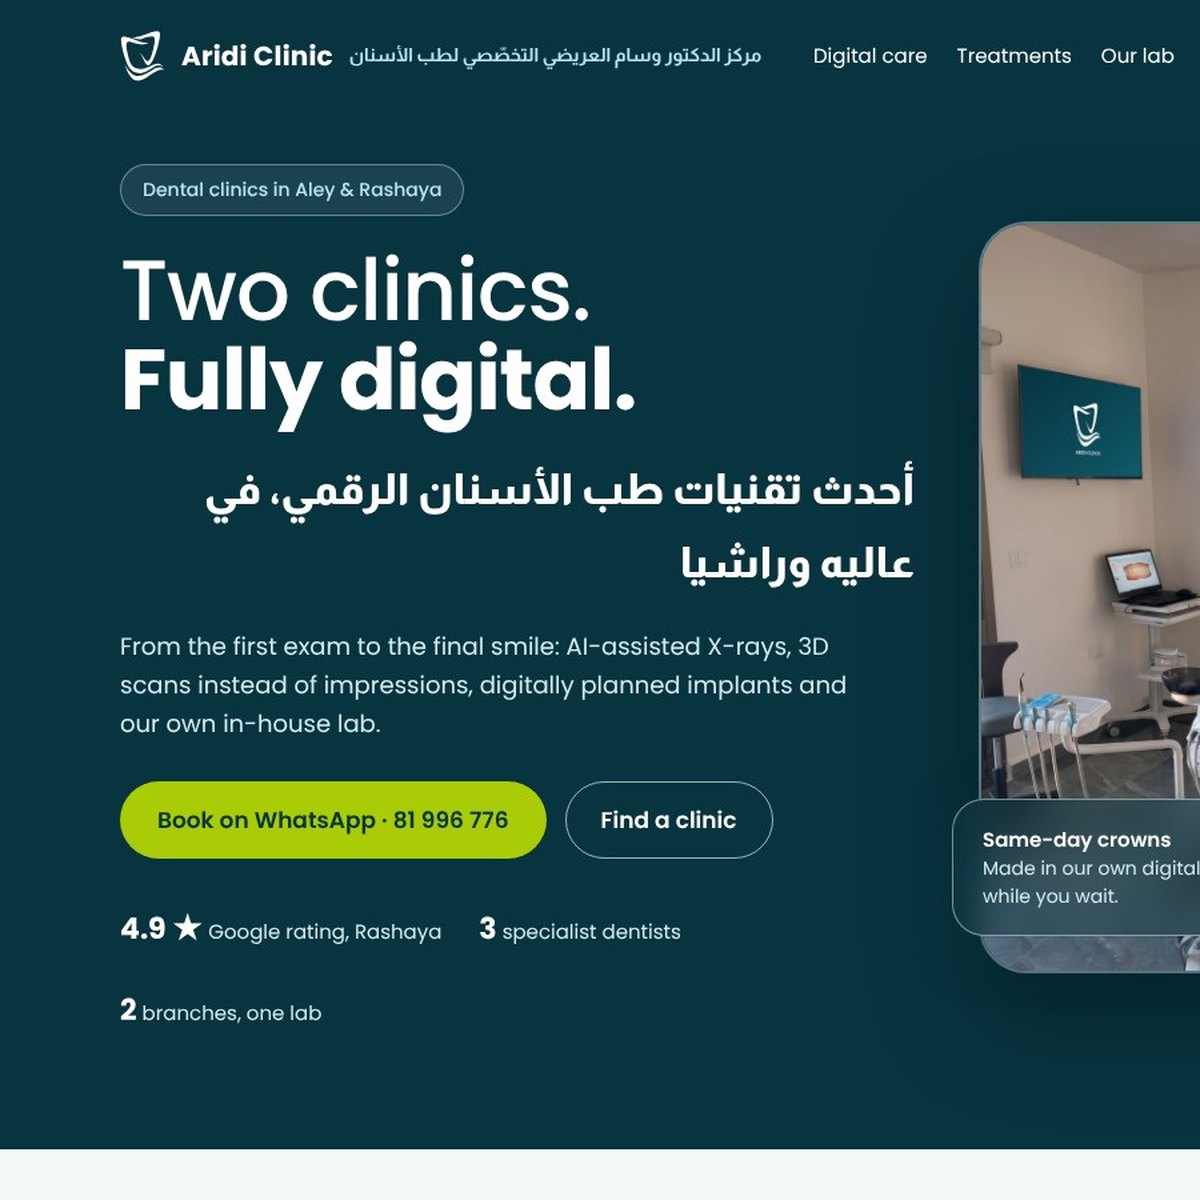 Aridi Clinic مركز الدكتور وسام العريضي التخصّصي لطب الأسنان
Digital care Treatments Our lab
Dental clinics in Aley & Rashaya
Two clinics.
Fully digital.
أحدث تقنيات طب الأسنان الرقمي، في
عاليه وراشيا
From the first exam to the final smile: AI-assisted X-rays, 3D
scans instead of impressions, digitally planned implants and
our own in-house lab.
Book on WhatsApp · 81 996 776
Find a clinic
4.9 ★ Google rating, Rashaya
3 specialist dentists
2 branches, one lab
Same-day crowns
Made in our own digital
while you wait.